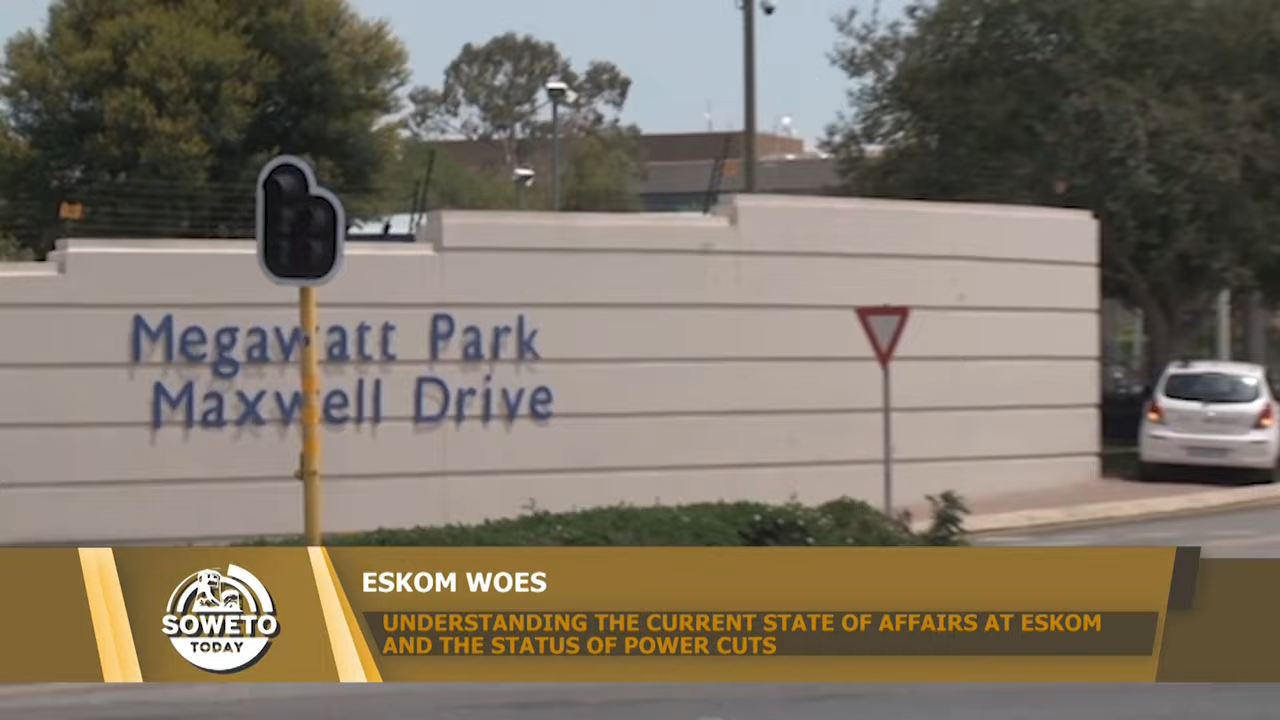 Megawatt Park
Maxwell Drive
ESKOM WOES
SOWETO
TODAY
UNDERSTANDING THE CURRENT STATE OF AFFAIRS AT ESKOM
AND THE STATUS OF POWER CUTS